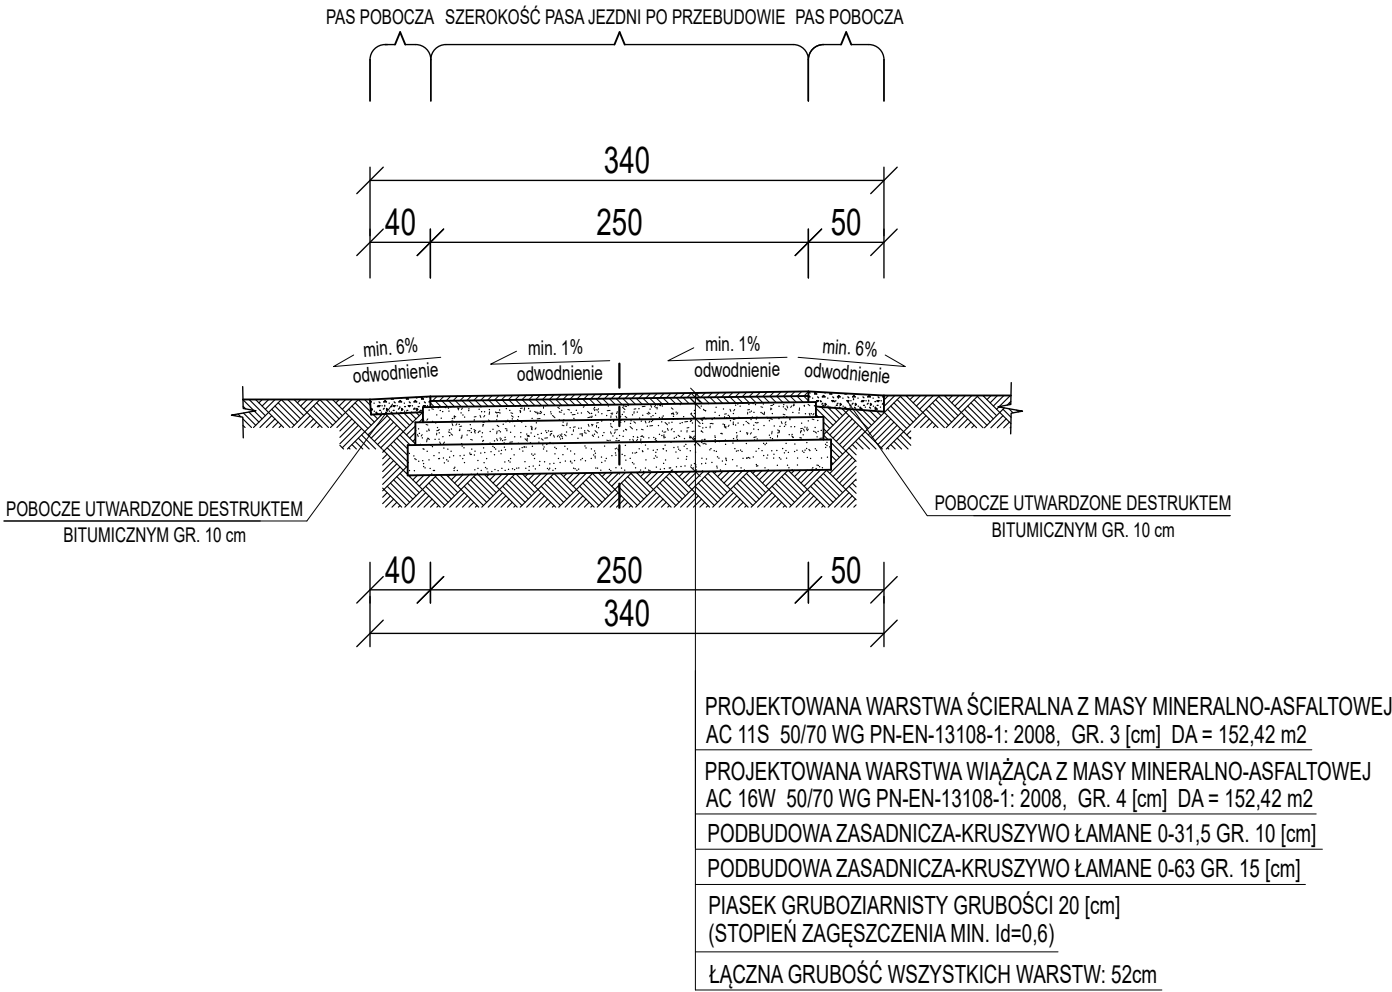 PAS POBOCZA SZEROKOŚĆ PASA JEZDNI PO PRZEBUDOWIE PAS POBOCZA
340
40 250 50
min. 6% min. 1% min. 1% min. 6%
odwodnienie odwodnienie odwodnienie odwodnienie
POBOCZE UTWARDZONE DESTRUKTEM
BITUMICZNYM GR. 10 cm
POBOCZE UTWARDZONE DESTRUKTEM
BITUMICZNYM GR. 10 cm
40 250 50
340
PROJEKTOWANA WARSTWA ŚCIERALNA Z MASY MINERALNO-ASFALTOWEJ
AC 11S 50/70 WG PN-EN-13108-1: 2008, GR. 3 [cm] DA = 152,42 m2
PROJEKTOWANA WARSTWA WIĄŻĄCA Z MASY MINERALNO-ASFALTOWEJ
AC 16W 50/70 WG PN-EN-13108-1: 2008, GR. 4 [cm] DA = 152,42 m2
PODBUDOWA ZASADNICZA-KRUSZYWO ŁAMANE 0-31,5 GR. 10 [cm]
PODBUDOWA ZASADNICZA-KRUSZYWO ŁAMANE 0-63 GR. 15 [cm]
PIASEK GRUBOZIARNISTY GRUBOŚCI 20 [cm]
(STOPIEŃ ZAGĘSZCZENIA MIN. Id=0,6)
ŁĄCZNA GRUBOŚĆ WSZYSTKICH WARSTW: 52cm